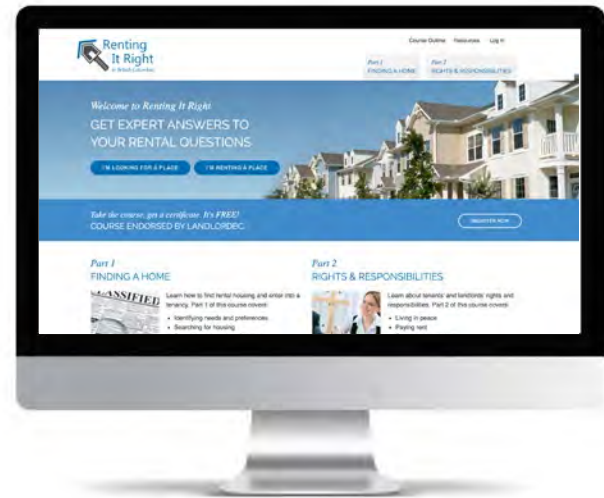 Renting
It Right
in British Columbia
Course Outline Resources Log in
Part 1
FINDING A HOME
Part 2
RIGHTS & RESPONSIBILITIES
Welcome to Renting It Right
GET EXPERT ANSWERS TO
YOUR RENTAL QUESTIONS
I'M LOOKING FOR A PLACE
I'M RENTING A PLACE
Take the course, get a certificate. It's FREE!
COURSE ENDORSED BY LANDLORDBC
REGISTER NOW
Part 1
FINDING A HOME
CLASSIFIED
Learn how to find rental housing and enter into a
tenancy. Part 1 of this course covers:
• Identifying needs and preferences
• Searching for housing
Part 2
RIGHTS & RESPONSIBILITIES
Learn about tenants' and landlords' rights and
responsibilities. Part 2 of this course covers:
• Living in peace
• Paying rent